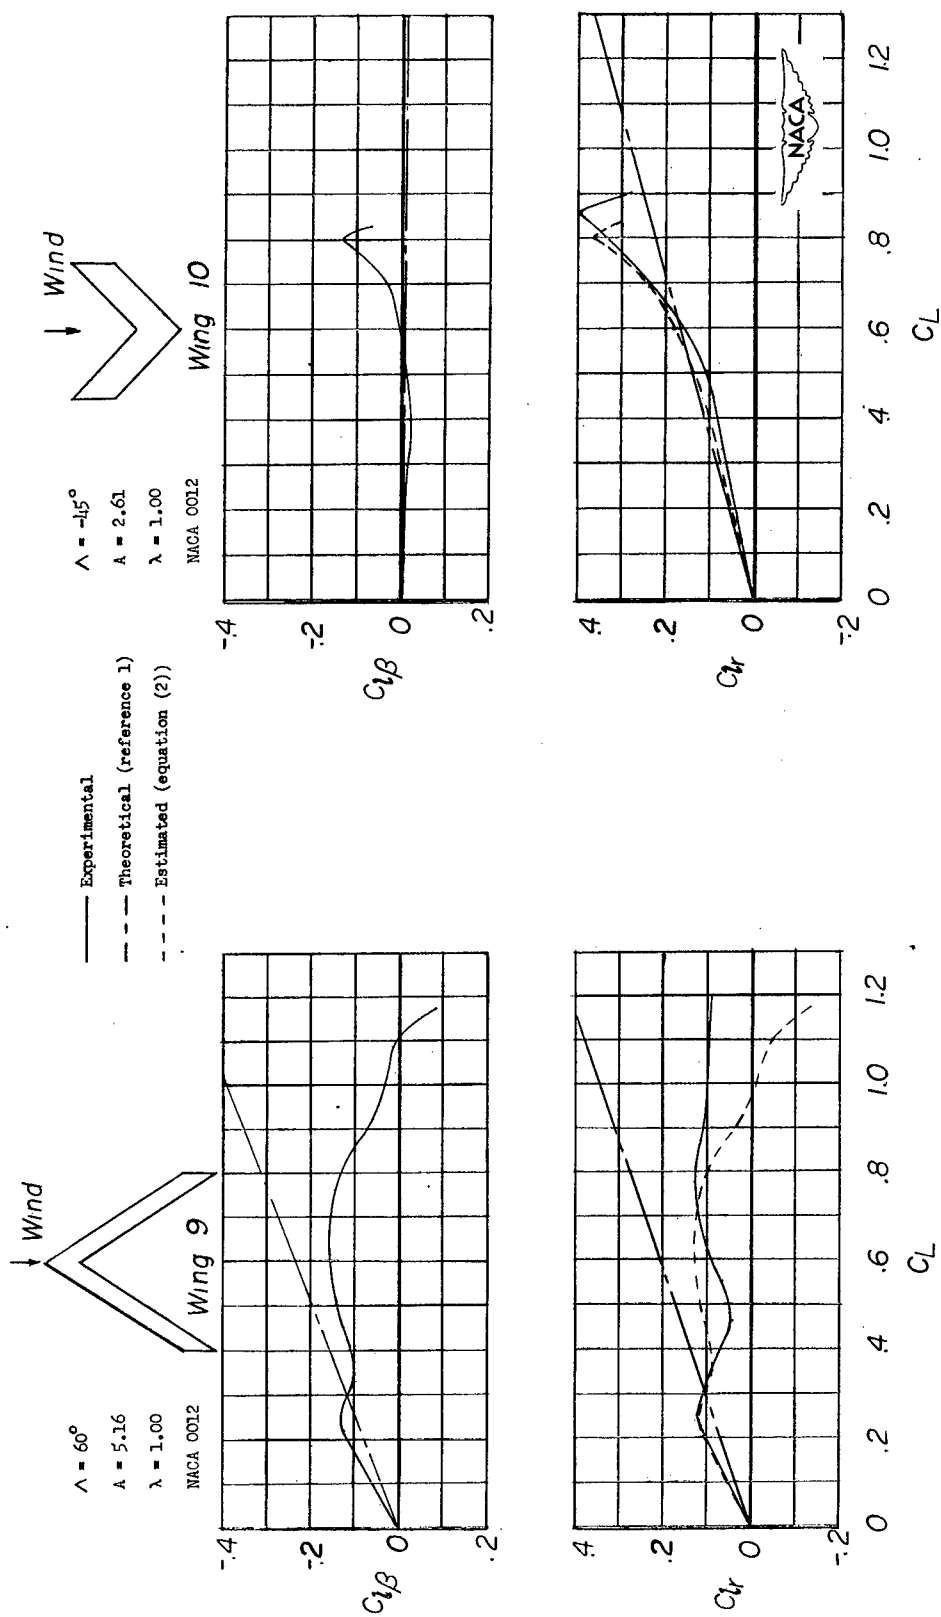 Wind
Λ = 60°
A = 5.16
λ = 1.00
NACA 0012
Wing 9
—— Experimental
— – — Theoretical (reference 1)
---- Estimated (equation (2))
Wind
Λ = -45°
A = 2.61
λ = 1.00
NACA 0012
Wing 10
-.4
-.2
0
.2
Clβ
-.4
-.2
0
.2
Clβ
.4
.2
0
-.2
Clr
0
.2
.4
.6
.8
1.0
1.2
CL
.4
.2
0
-.2
Clr
0
.2
.4
.6
.8
1.0
1.2
CL
NACA